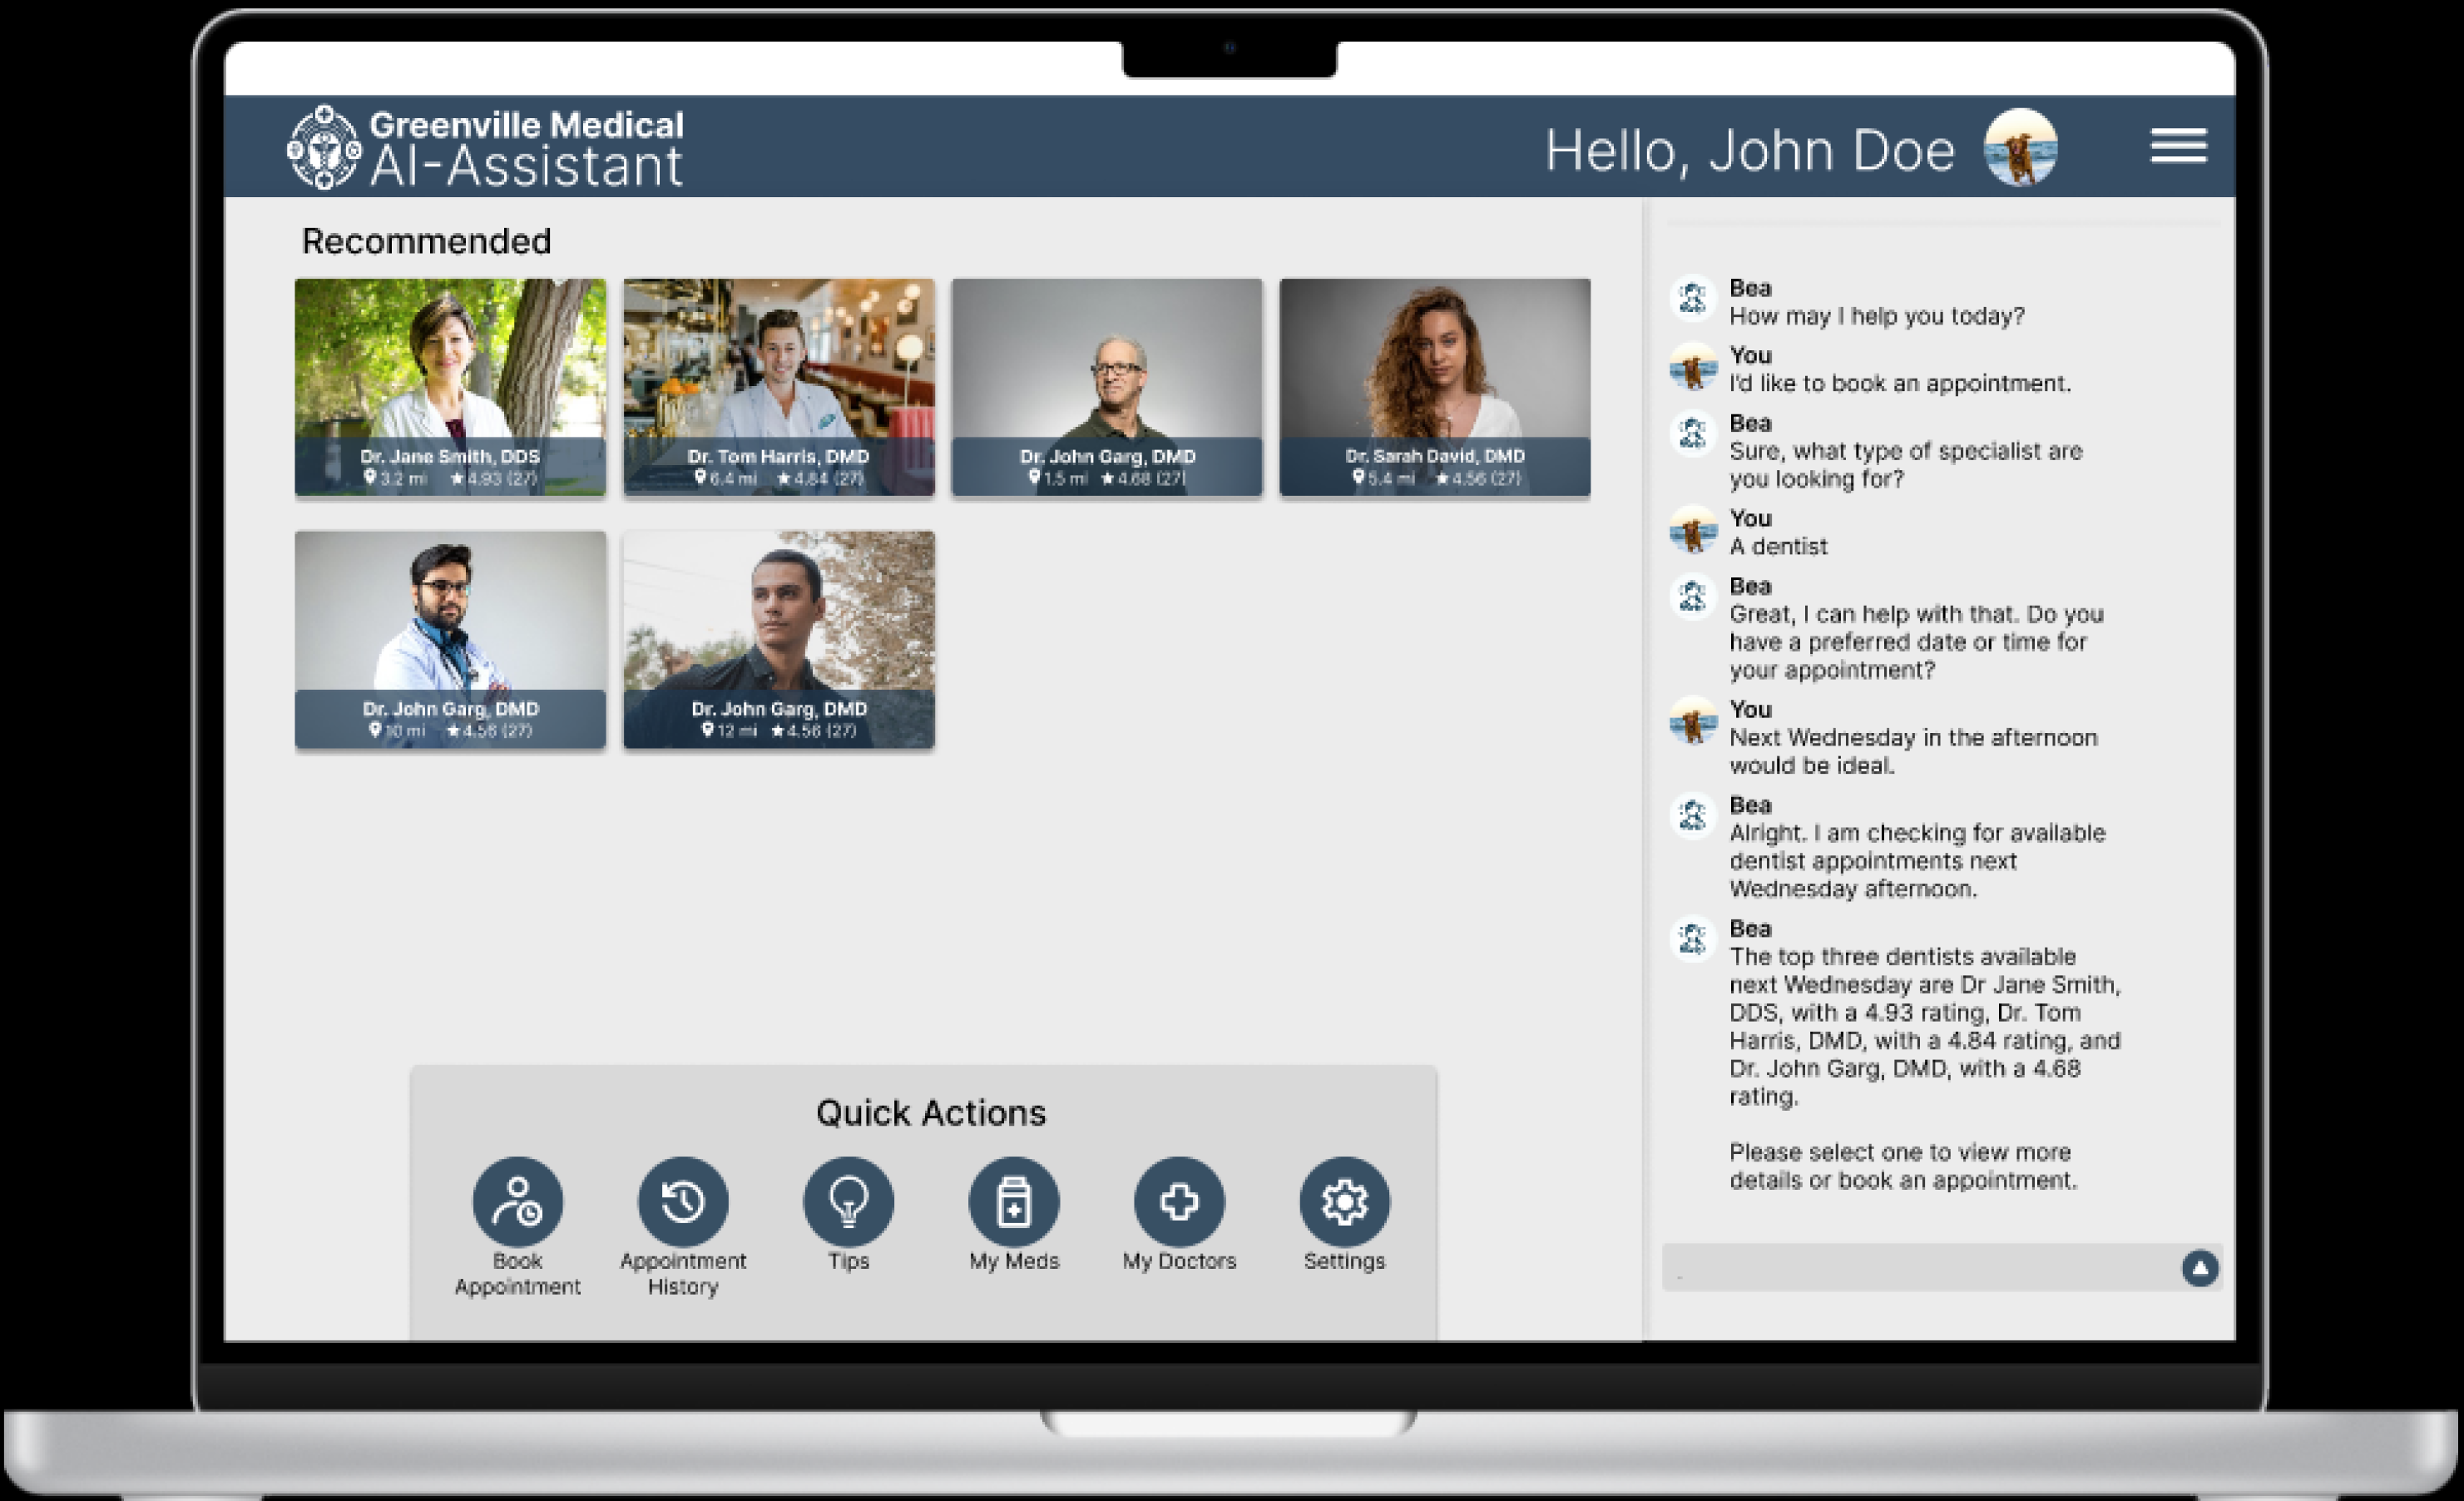 Greenville Medical
AI-Assistant
Hello, John Doe
Recommended
Dr. Jane Smith, DDS
3.2 mi 4.93 (27)
Dr. Tom Harris, DMD
6.4 mi 4.84 (27)
Dr. John Garg, DMD
1.5 mi 4.68 (27)
Dr. Sarah David, DMD
5.4 mi 4.56 (27)
Dr. John Garg, DMD
10 mi 4.56 (27)
Dr. John Garg, DMD
12 mi 4.56 (27)
Quick Actions
Book
Appointment
Appointment
History
Tips
My Meds
My Doctors
Settings
Bea
How may I help you today?
You
I'd like to book an appointment.
Bea
Sure, what type of specialist are
you looking for?
You
A dentist
Bea
Great, I can help with that. Do you
have a preferred date or time for
your appointment?
You
Next Wednesday in the afternoon
would be ideal.
Bea
Alright. I am checking for available
dentist appointments next
Wednesday afternoon.
Bea
The top three dentists available
next Wednesday are Dr Jane Smith,
DDS, with a 4.93 rating, Dr. Tom
Harris, DMD, with a 4.84 rating, and
Dr. John Garg, DMD, with a 4.68
rating.
Please select one to view more
details or book an appointment.